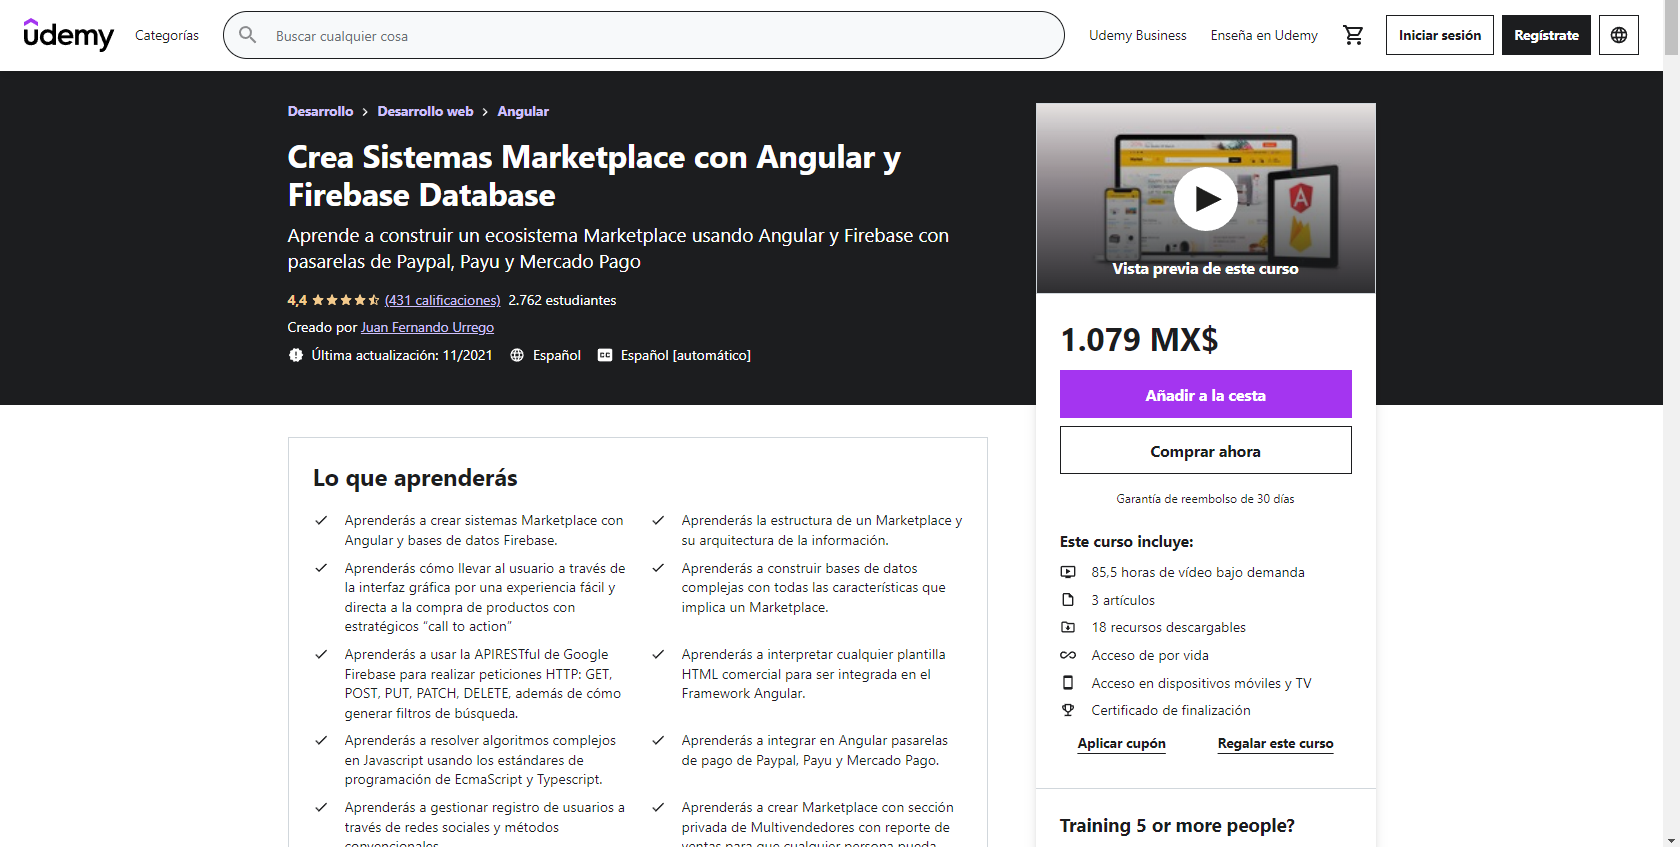 udemy
Categorías
Buscar cualquier cosa
Udemy Business
Enseña en Udemy
Iniciar sesión
Regístrate
Desarrollo > Desarrollo web > Angular
Crea Sistemas Marketplace con Angular y
Firebase Database
Aprende a construir un ecosistema Marketplace usando Angular y Firebase con
pasarelas de Paypal, Payu y Mercado Pago
4,4 (431 calificaciones) 2.762 estudiantes
Creado por Juan Fernando Urrego
Última actualización: 11/2021 Español CC Español [automático]
Vista previa de este curso
1.079 MX$
Añadir a la cesta
Comprar ahora
Garantía de reembolso de 30 días
Este curso incluye:
85,5 horas de vídeo bajo demanda
3 artículos
18 recursos descargables
Acceso de por vida
Acceso en dispositivos móviles y TV
Certificado de finalización
Aplicar cupón
Regalar este curso
Training 5 or more people?
Lo que aprenderás
Aprenderás a crear sistemas Marketplace con
Angular y bases de datos Firebase.
Aprenderás la estructura de un Marketplace y
su arquitectura de la información.
Aprenderás cómo llevar al usuario a través de
la interfaz gráfica por una experiencia fácil y
directa a la compra de productos con
estratégicos “call to action”
Aprenderás a construir bases de datos
complejas con todas las características que
implica un Marketplace.
Aprenderás a usar la APIRESTful de Google
Firebase para realizar peticiones HTTP: GET,
POST, PUT, PATCH, DELETE, además de cómo
generar filtros de búsqueda.
Aprenderás a interpretar cualquier plantilla
HTML comercial para ser integrada en el
Framework Angular.
Aprenderás a resolver algoritmos complejos
en Javascript usando los estándares de
programación de EcmaScript y Typescript.
Aprenderás a integrar en Angular pasarelas
de pago de Paypal, Payu y Mercado Pago.
Aprenderás a gestionar registro de usuarios a
través de redes sociales y métodos
convencionales
Aprenderás a crear Marketplace con sección
privada de Multivendedores con reporte de
ventas para que cualquier persona pueda